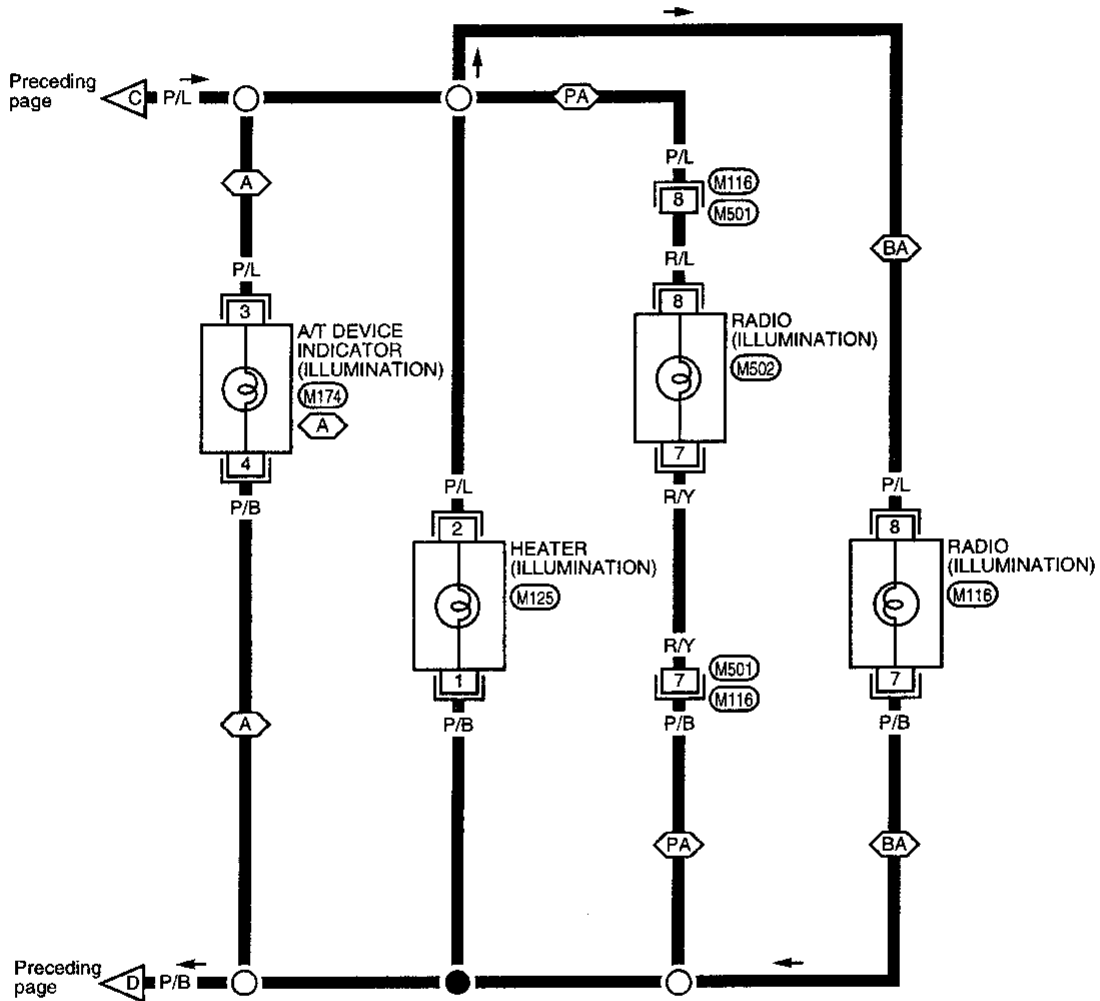 Preceding
page
C
P/L
PA
A
P/L
M116
8
M501
P/L
R/L
BA
3
8
A/T DEVICE
INDICATOR
(ILLUMINATION)
M174
A
RADIO
(ILLUMINATION)
M502
4
7
P/B
P/L
R/Y
P/L
2
8
HEATER
(ILLUMINATION)
M125
RADIO
(ILLUMINATION)
M116
R/Y
1
7
M501
M116
7
P/B
P/B
P/B
A
PA
BA
Preceding
page
D
P/B